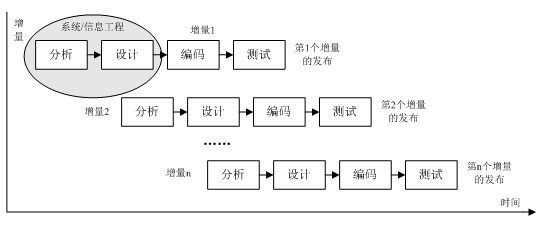 增
量
系统/信息工程
增量1
分析
设计
编码
测试
第1个增量
的发布
增量2
分析
设计
编码
测试
第2个增量
的发布
……
增量n
分析
设计
编码
测试
第n个增量
的发布
时间